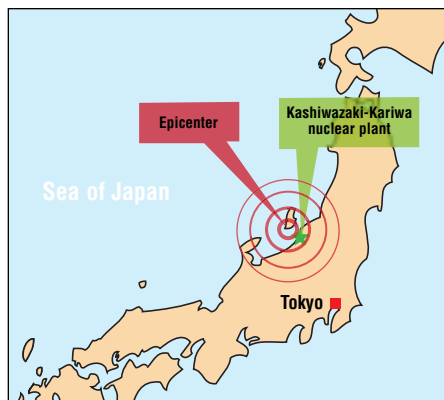 Kashiwazaki-Kariwa
nuclear plant
Epicenter
Sea of Japan
Tokyo